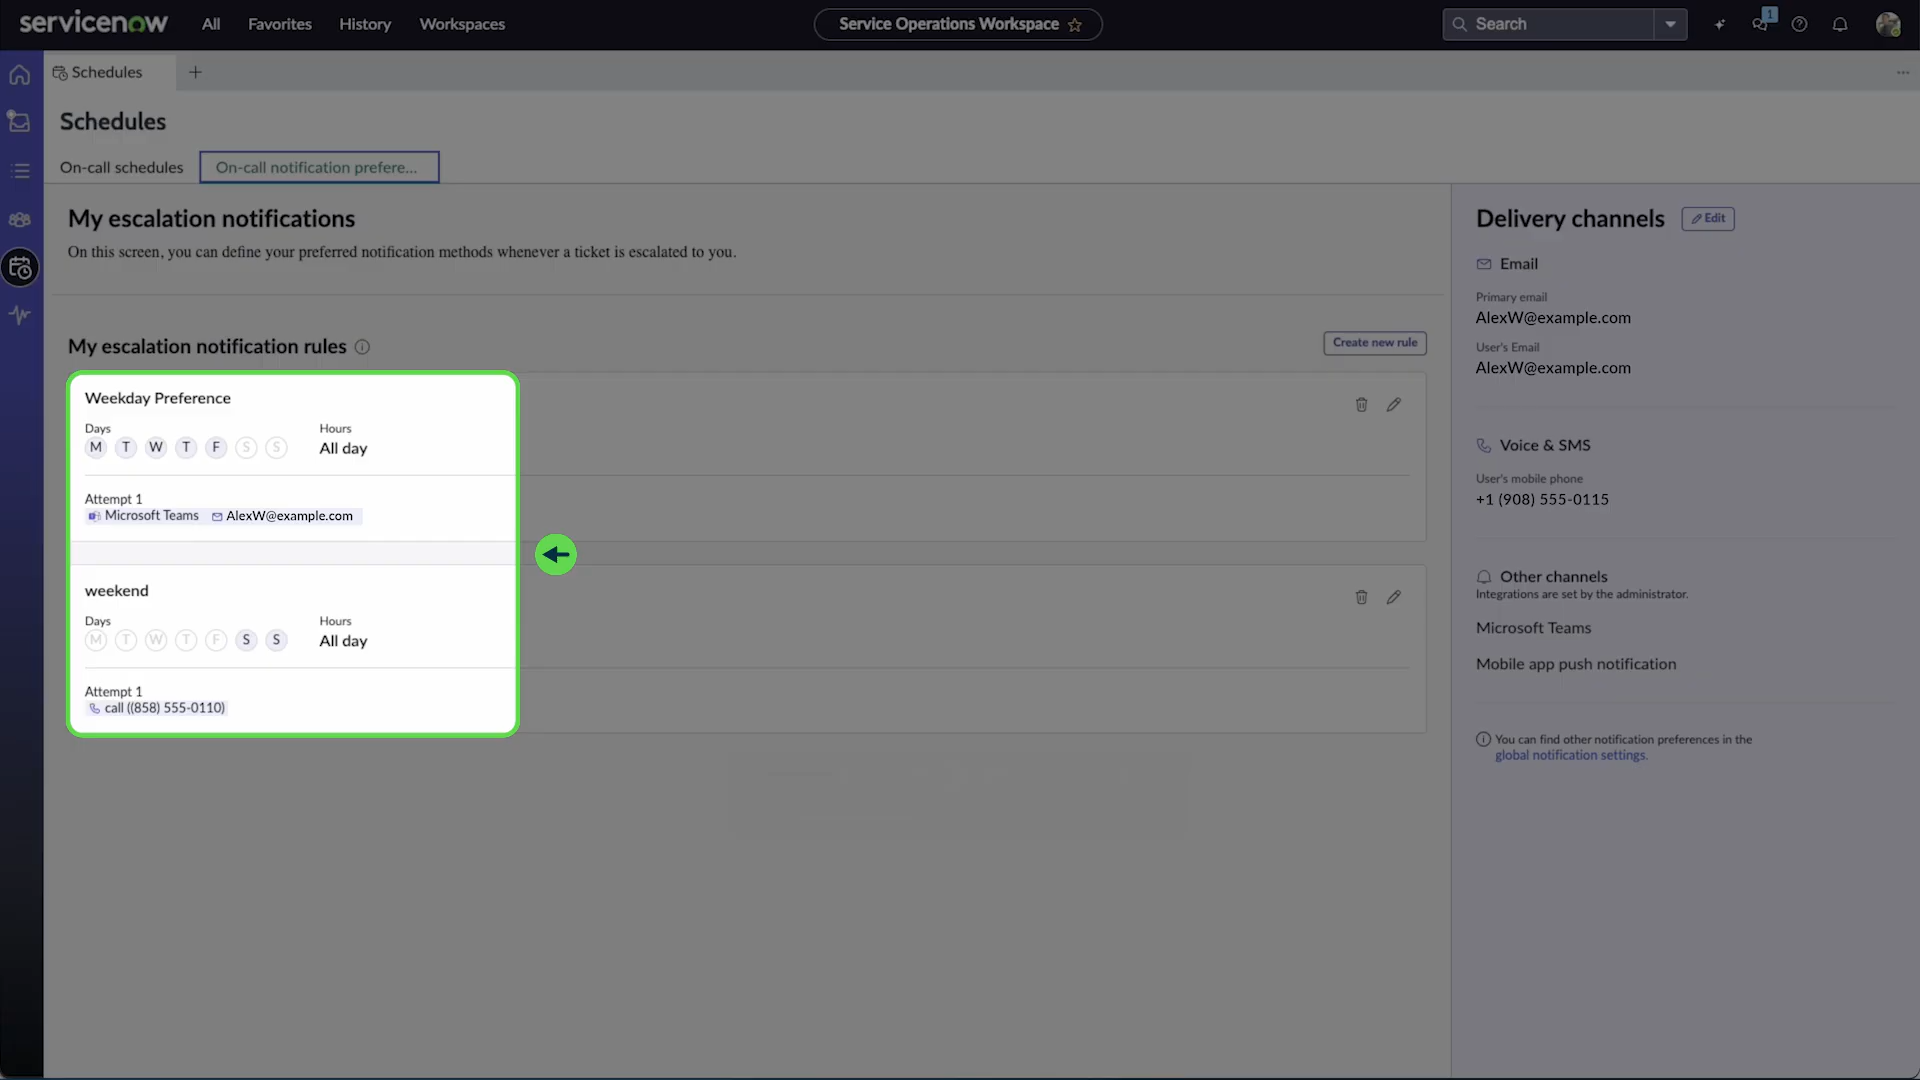 servicenow All Favorites History Workspaces Service Operations Workspace Search 1
Schedules
Schedules
On-call schedules On-call notification prefere...
My escalation notifications
On this screen, you can define your preferred notification methods whenever a ticket is escalated to you.
My escalation notification rules Create new rule
Weekday Preference
Days Hours
M T W T F S S All day
Attempt 1
Microsoft Teams AlexW@example.com
weekend
Days Hours
M T W T F S S All day
Attempt 1
call ((858) 555-0110)
Delivery channels Edit
Email
Primary email
AlexW@example.com
User's Email
AlexW@example.com
Voice & SMS
User's mobile phone
+1 (908) 555-0115
Other channels
Integrations are set by the administrator.
Microsoft Teams
Mobile app push notification
You can find other notification preferences in the
global notification settings.